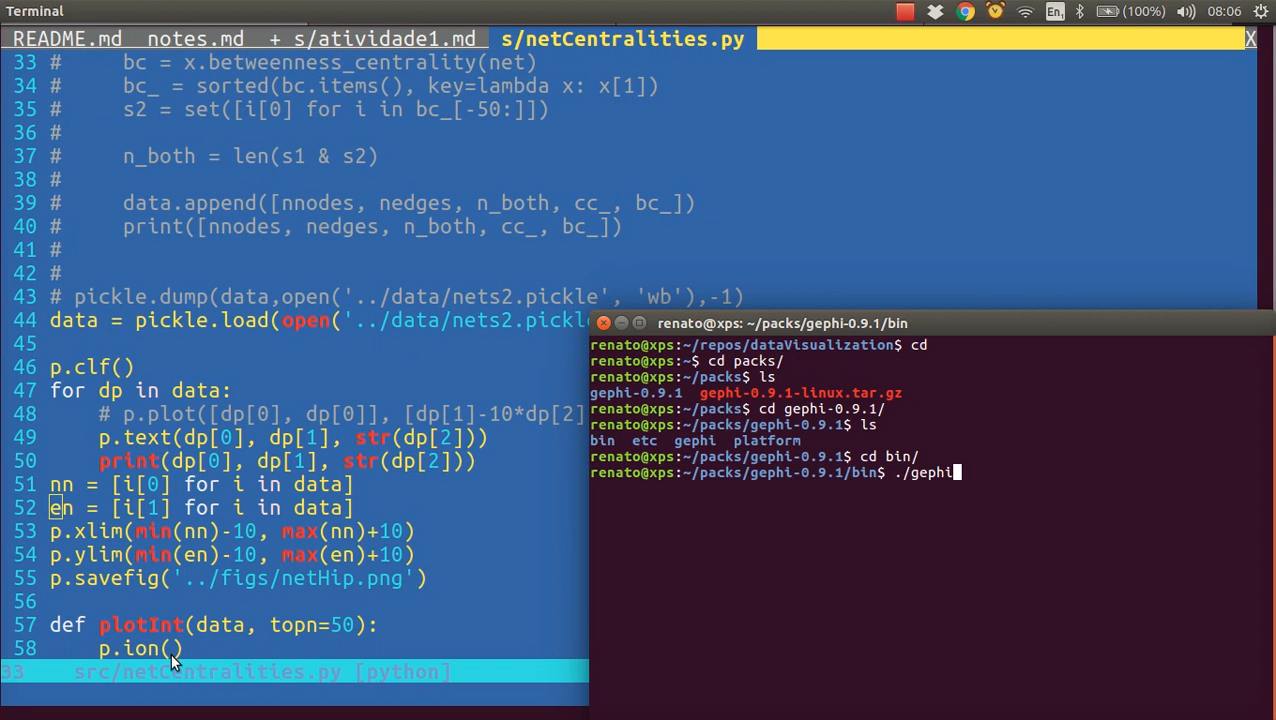 Terminal
En1
(100%)
08:06
README.md notes.md + s/atividade1.md s/netCentralities.py X
33 # bc = x.betweenness_centrality(net)
34 # bc_ = sorted(bc.items(), key=lambda x: x[1])
35 # s2 = set([i[0] for i in bc_[-50:]])
36 #
37 # n_both = len(s1 & s2)
38 #
39 # data.append([nnodes, nedges, n_both, cc_, bc_])
40 # print([nnodes, nedges, n_both, cc_, bc_])
41 #
42 #
43 # pickle.dump(data,open('../data/nets2.pickle', 'wb'),-1)
44 data = pickle.load(open('../data/nets2.pickl
45
46 p.clf()
47 for dp in data:
48 # p.plot([dp[0], dp[0]], [dp[1]-10*dp[2]
49 p.text(dp[0], dp[1], str(dp[2]))
50 print(dp[0], dp[1], str(dp[2]))
51 nn = [i[0] for i in data]
52 en = [i[1] for i in data]
53 p.xlim(min(nn)-10, max(nn)+10)
54 p.ylim(min(en)-10, max(en)+10)
55 p.savefig('../figs/netHip.png')
56
57 def plotInt(data, topn=50):
58 p.ion()
33 src/netCentralities.py [python]
renato@xps: ~/packs/gephi-0.9.1/bin
renato@xps:~/repos/dataVisualization$ cd
renato@xps:~$ cd packs/
renato@xps:~/packs$ ls
gephi-0.9.1 gephi-0.9.1-linux.tar.gz
renato@xps:~/packs$ cd gephi-0.9.1/
renato@xps:~/packs/gephi-0.9.1$ ls
bin etc gephi platform
renato@xps:~/packs/gephi-0.9.1$ cd bin/
renato@xps:~/packs/gephi-0.9.1/bin$ ./gephi